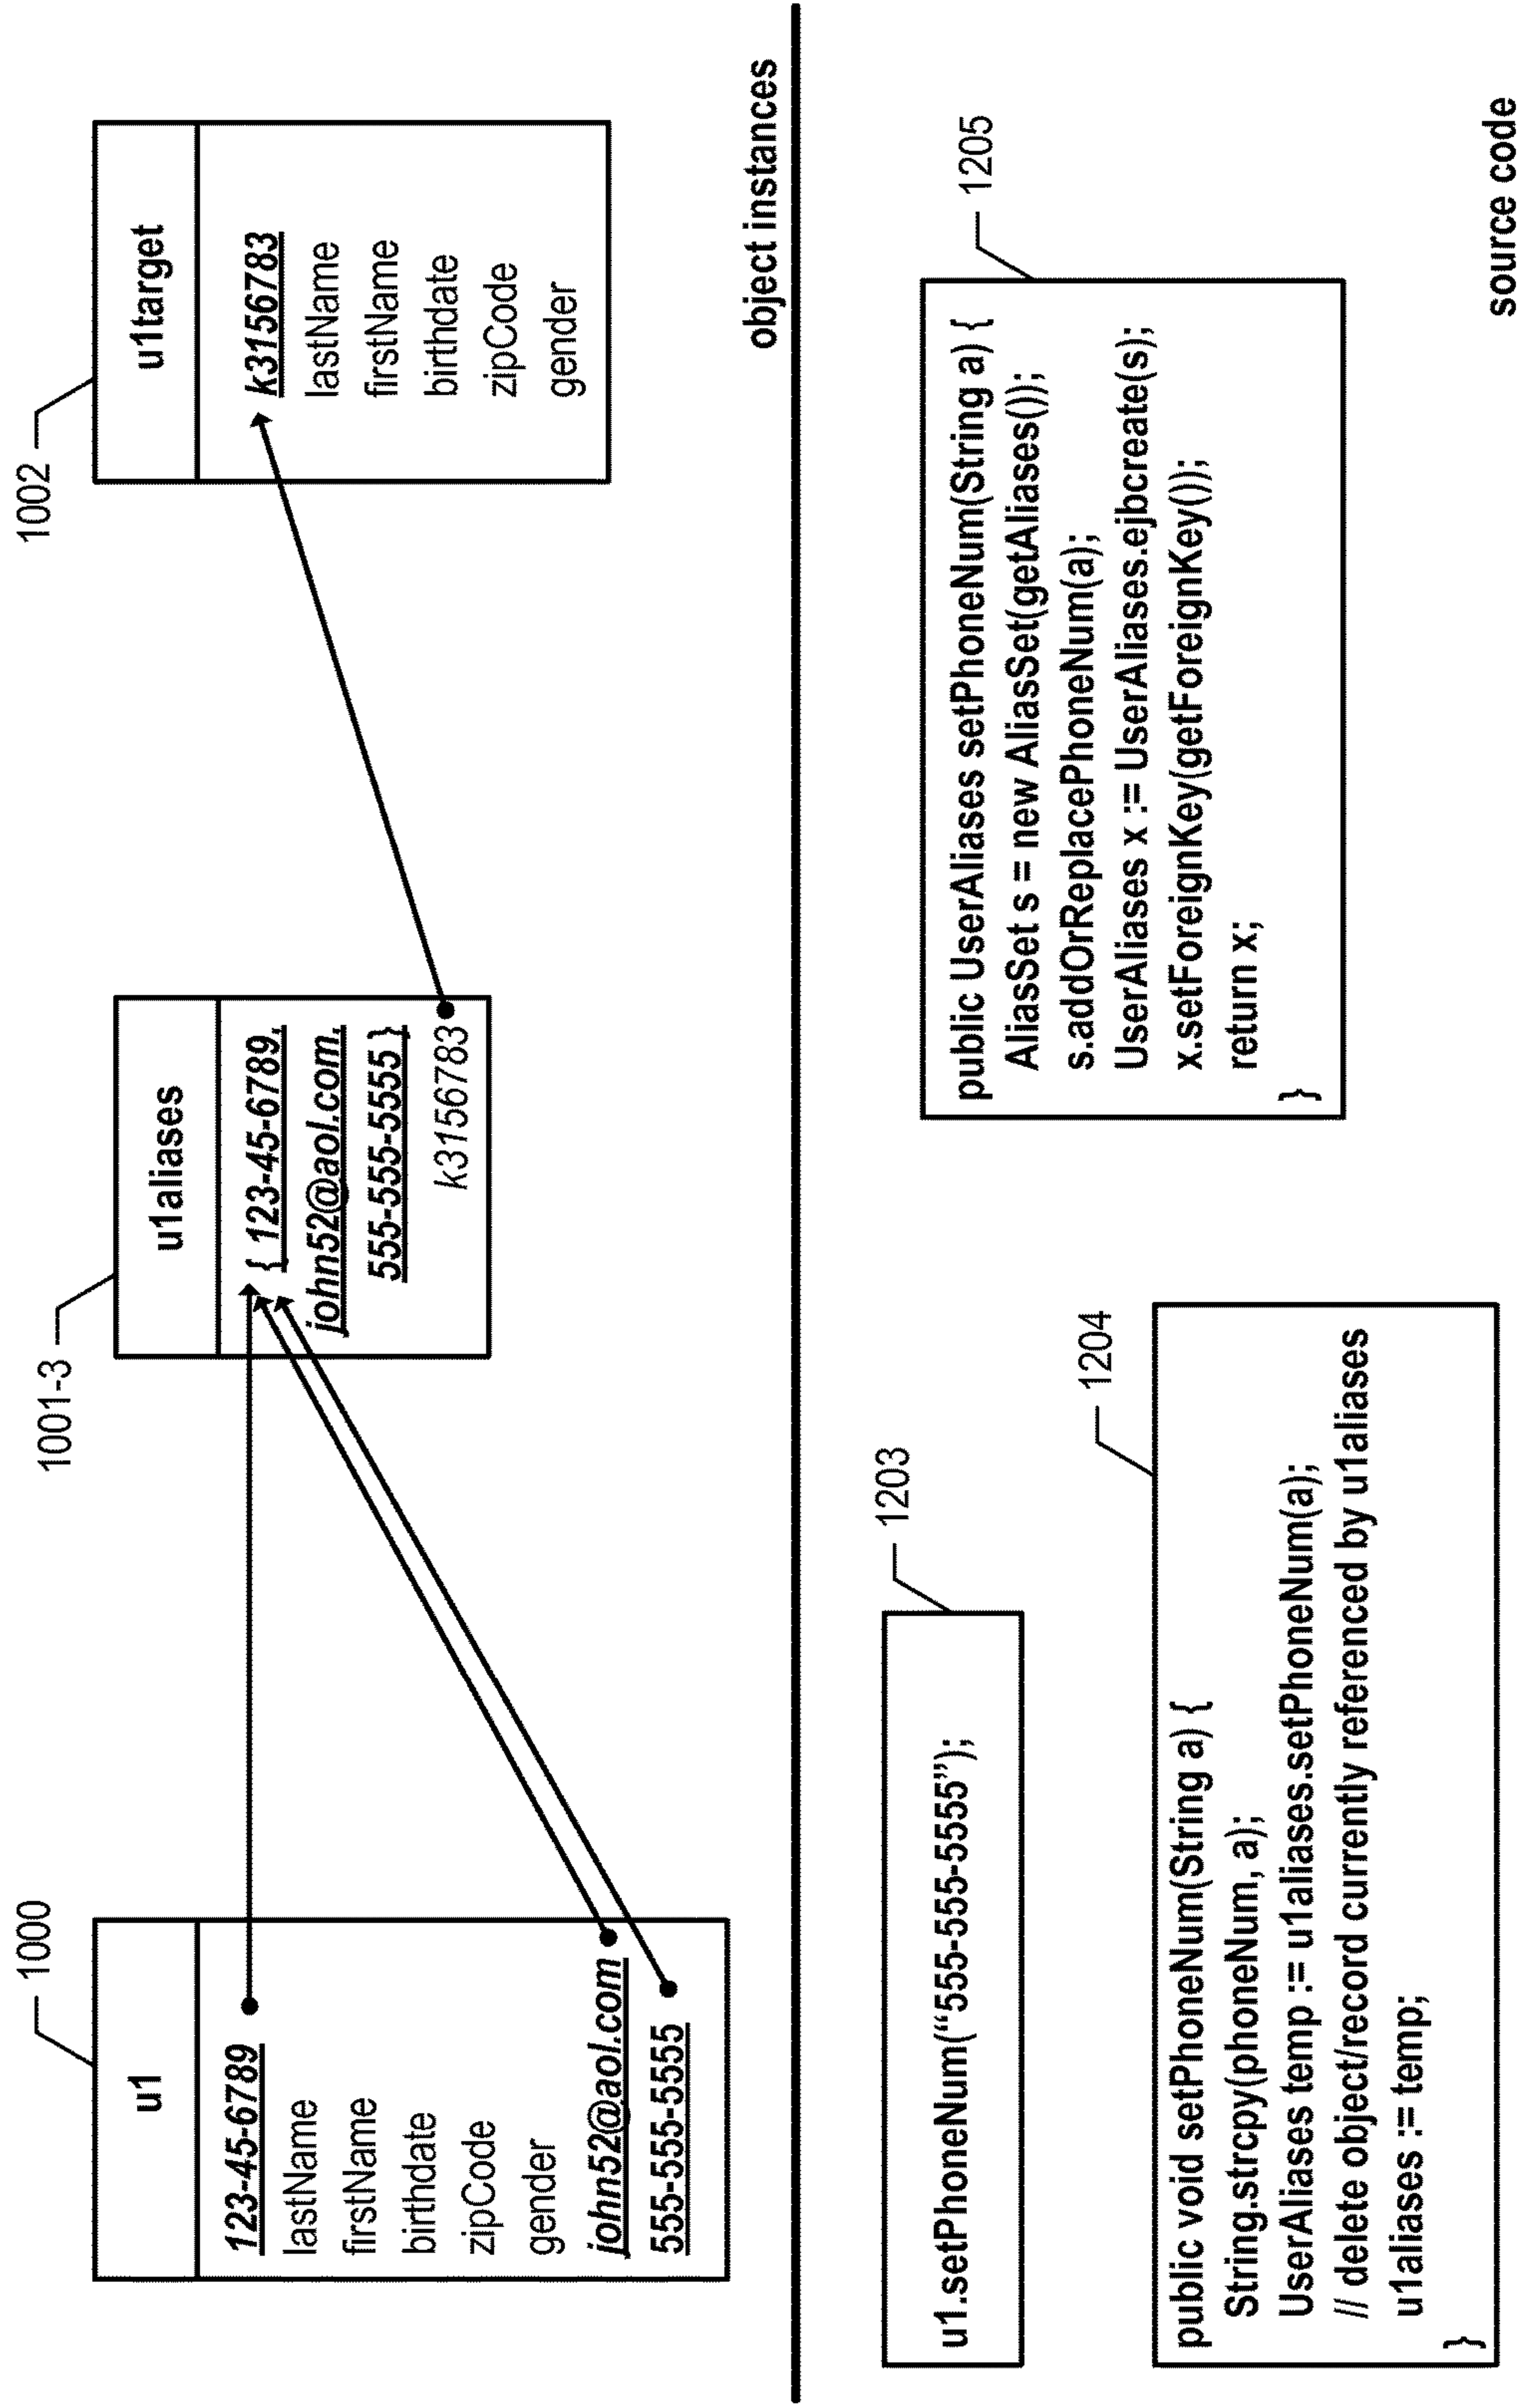 1000
u1
123-45-6789
lastName
firstName
birthdate
zipCode
gender
john52@aol.com
555-555-5555
1001-3
u1aliases
{ 123-45-6789,
john52@aol.com,
555-555-5555 }
k3156783
1002
u1target
k3156783
lastName
firstName
birthdate
zipCode
gender
object instances
1203
u1.setPhoneNum(“555-555-5555”);
1204
public void setPhoneNum(String a) {
String.strcpy(phoneNum, a);
UserAliases temp := u1aliases.setPhoneNum(a);
// delete object/record currently referenced by u1aliases
u1aliases := temp;
}
1205
public UserAliases setPhoneNum(String a) {
AliasSet s = new AliasSet(getAliases());
s.addOrReplacePhoneNum(a);
UserAliases x := UserAliases.ejbcreate(s);
x.setForeignKey(getForeignKey());
return x;
}
source code